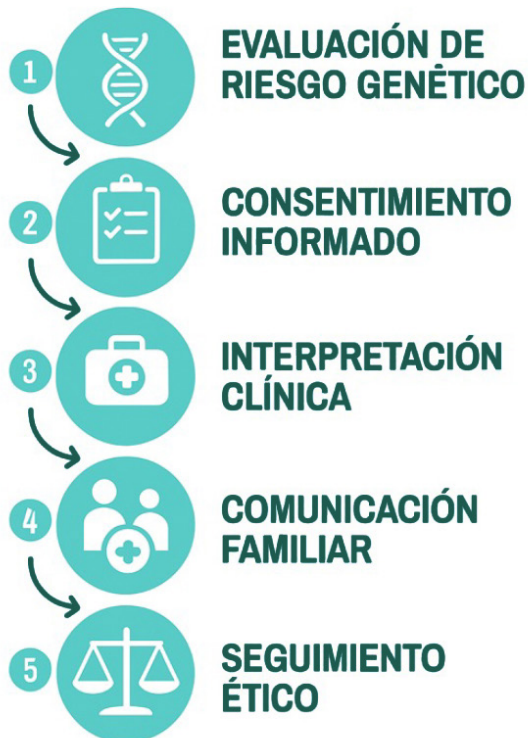 1
EVALUACIÓN DE
RIESGO GENÉTICO
2
CONSENTIMIENTO
INFORMADO
3
INTERPRETACIÓN
CLÍNICA
4
COMUNICACIÓN
FAMILIAR
5
SEGUIMIENTO
ÉTICO